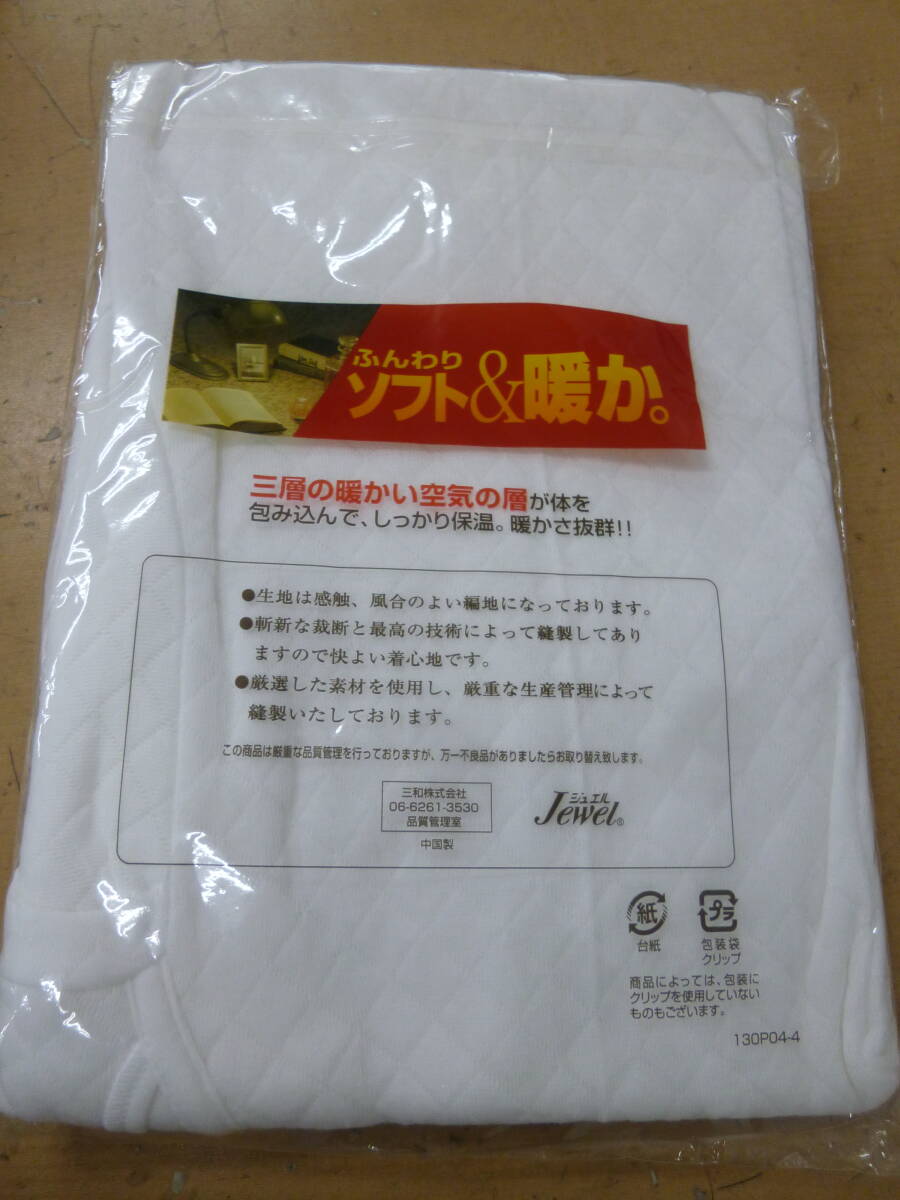 ふんわり
ソフト&暖か。
三層の暖かい空気の層が体を
包み込んで、しっかり保温。暖かさ抜群!!
●生地は感触、風合のよい編地になっております。
●斬新な裁断と最高の技術によって縫製してあり
ますので快よい着心地です。
●厳選した素材を使用し、厳重な生産管理によって
縫製いたしております。
この商品は厳重な品質管理を行っておりますが、万一不良品がありましたらお取り替え致します。
三和株式会社
06-6261-3530
品質管理室
中国製
ジュエル
Jewel®
紙
台紙
プラ
包装袋
クリップ
商品によっては、包装に
クリップを使用していない
ものもございます。
130P04-4